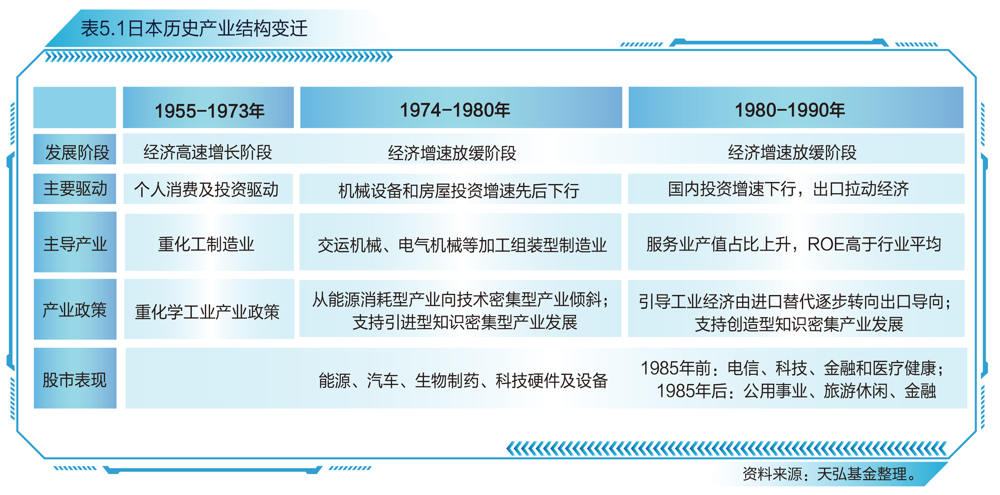 表5.1日本历史产业结构变迁
1955-1973年 1974-1980年 1980-1990年
发展阶段 经济高速增长阶段 经济增速放缓阶段 经济增速放缓阶段
主要驱动 个人消费及投资驱动 机械设备和房屋投资增速先后下行 国内投资增速下行，出口拉动经济
主导产业 重化工制造业 交运机械、电气机械等加工组装型制造业 服务业产值占比上升，ROE高于行业平均
产业政策 重化学工业产业政策
从能源消耗型产业向技术密集型产业倾斜；
支持引进型知识密集型产业发展
引导工业经济由进口替代逐步转向出口导向；
支持创造型知识密集产业发展
股市表现 能源、汽车、生物制药、科技硬件及设备
1985年前：电信、科技、金融和医疗健康；
1985年后：公用事业、旅游休闲、金融
资料来源：天弘基金整理。